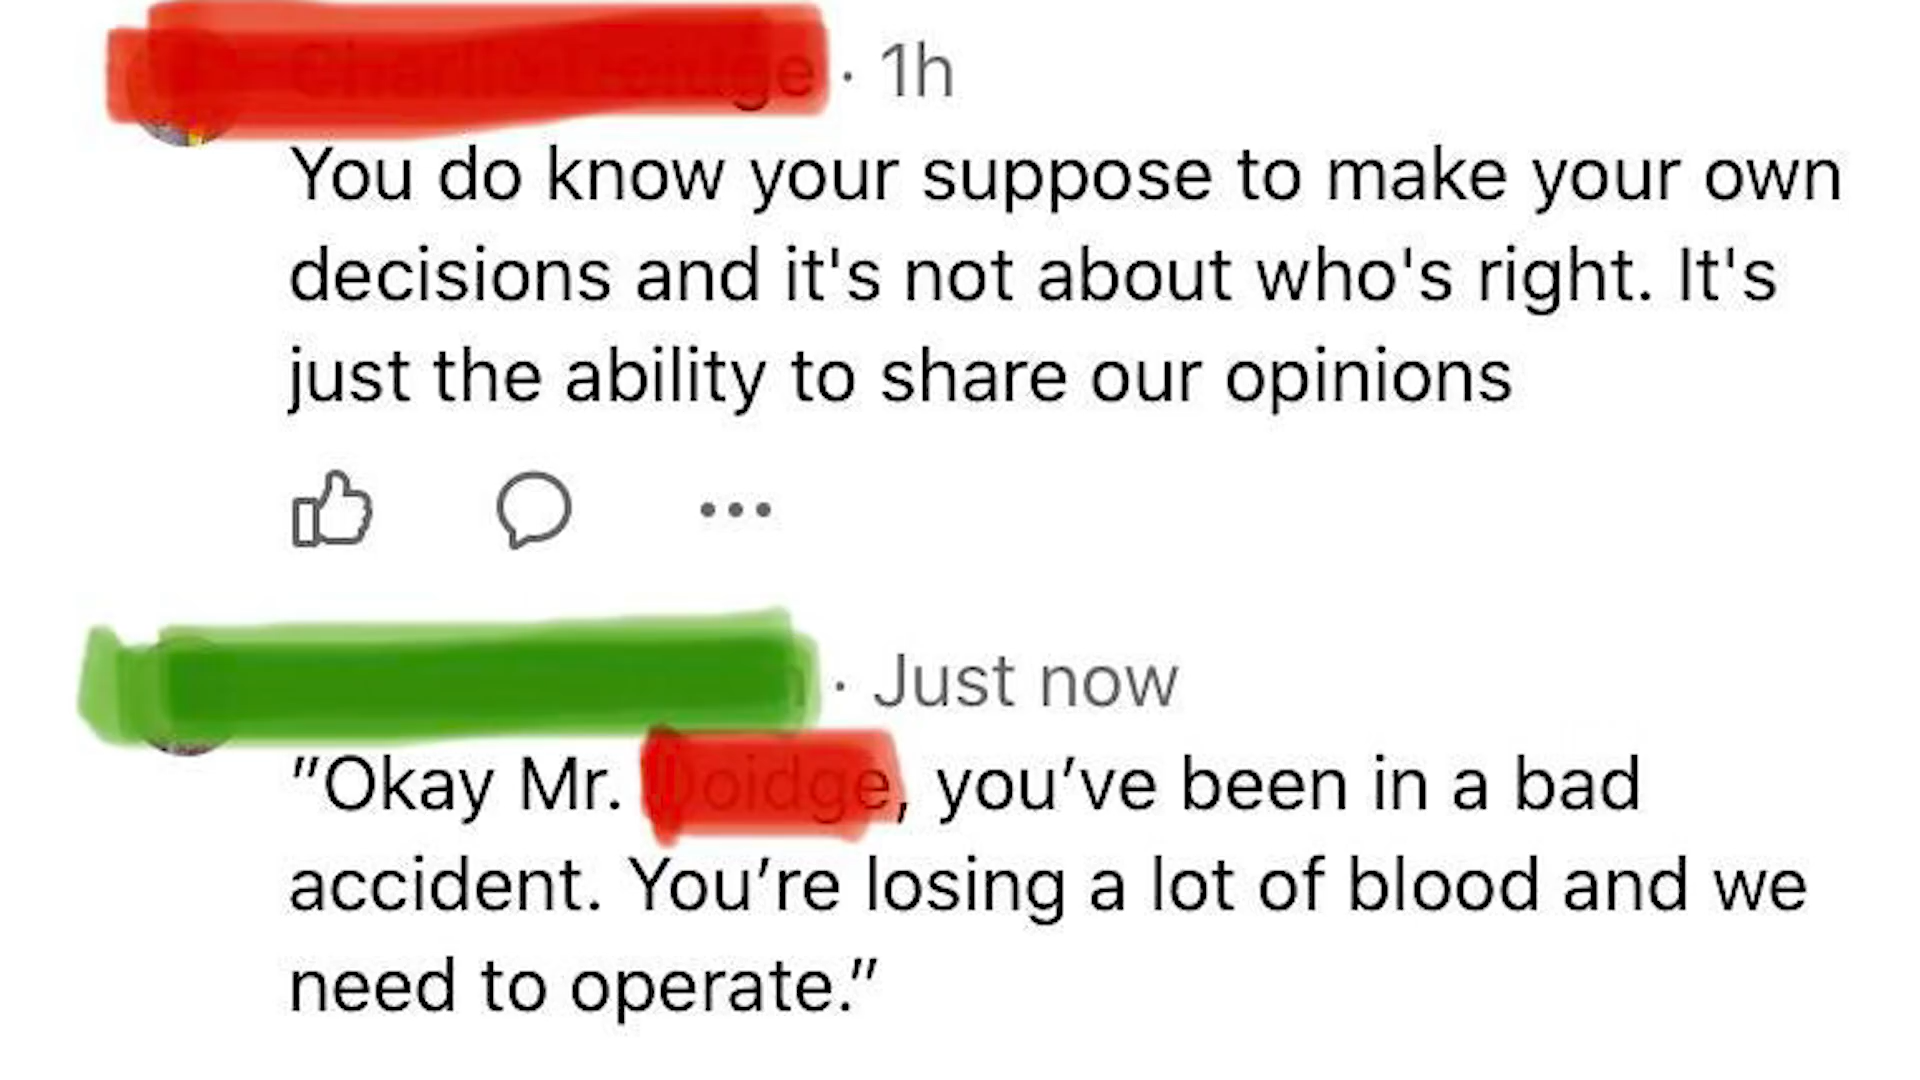 · 1h
You do know your suppose to make your own
decisions and it's not about who's right. It's
just the ability to share our opinions
· Just now
"Okay Mr. , you've been in a bad
accident. You're losing a lot of blood and we
need to operate."